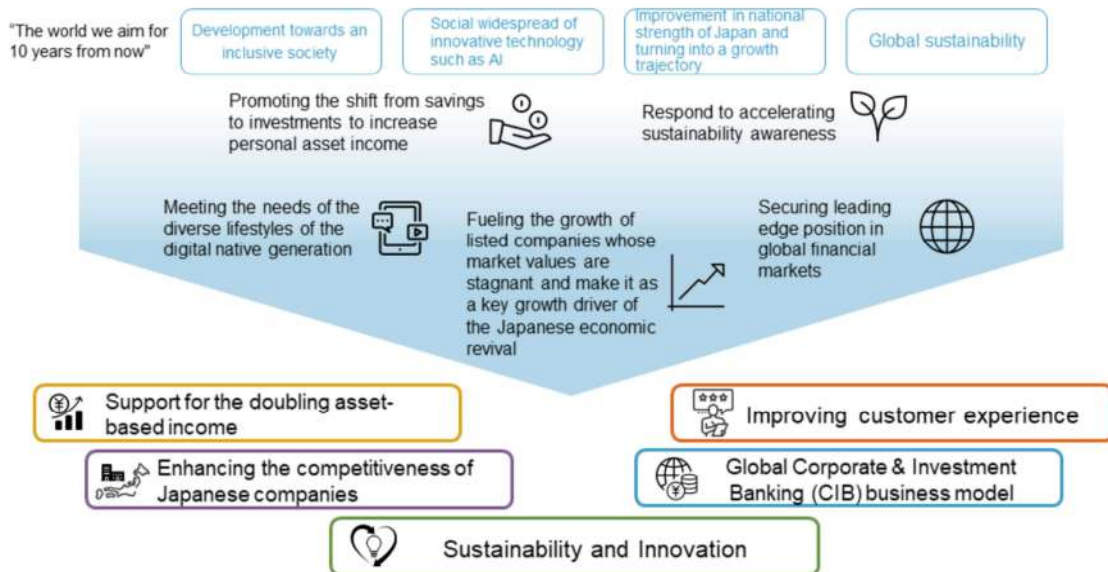 “The world we aim for
10 years from now”
Development towards an
inclusive society
Social widespread of
innovative technology
such as AI
Improvement in national
strength of Japan and
turning into a growth
trajectory
Global sustainability
Promoting the shift from savings
to investments to increase
personal asset income
Respond to accelerating
sustainability awareness
Meeting the needs of the
diverse lifestyles of the
digital native generation
Fueling the growth of
listed companies whose
market values are
stagnant and make it as
a key growth driver of
the Japanese economic
revival
Securing leading
edge position in
global financial
markets
Support for the doubling asset-
based income
Improving customer experience
Enhancing the competitiveness of
Japanese companies
Global Corporate & Investment
Banking (CIB) business model
Sustainability and Innovation